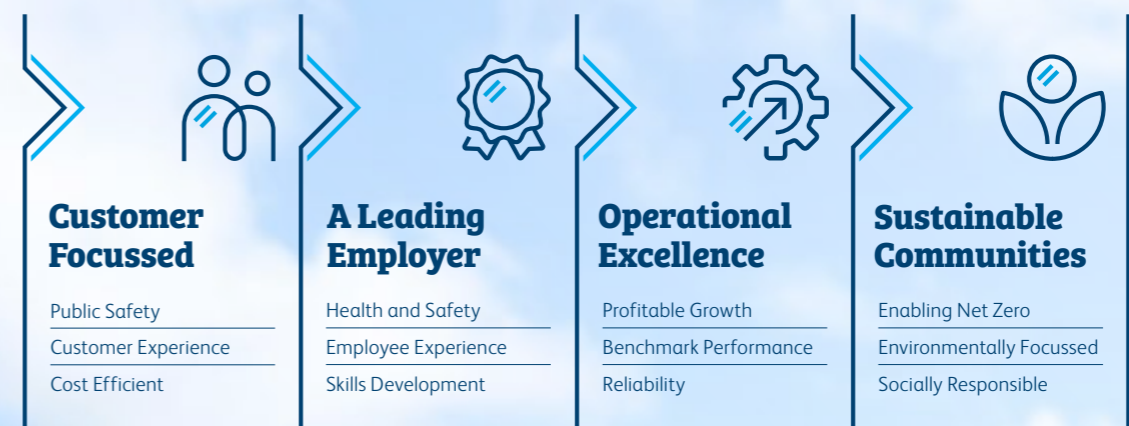 Customer
Focussed
Public Safety
Customer Experience
Cost Efficient
A Leading
Employer
Health and Safety
Employee Experience
Skills Development
Operational
Excellence
Profitable Growth
Benchmark Performance
Reliability
Sustainable
Communities
Enabling Net Zero
Environmentally Focussed
Socially Responsible